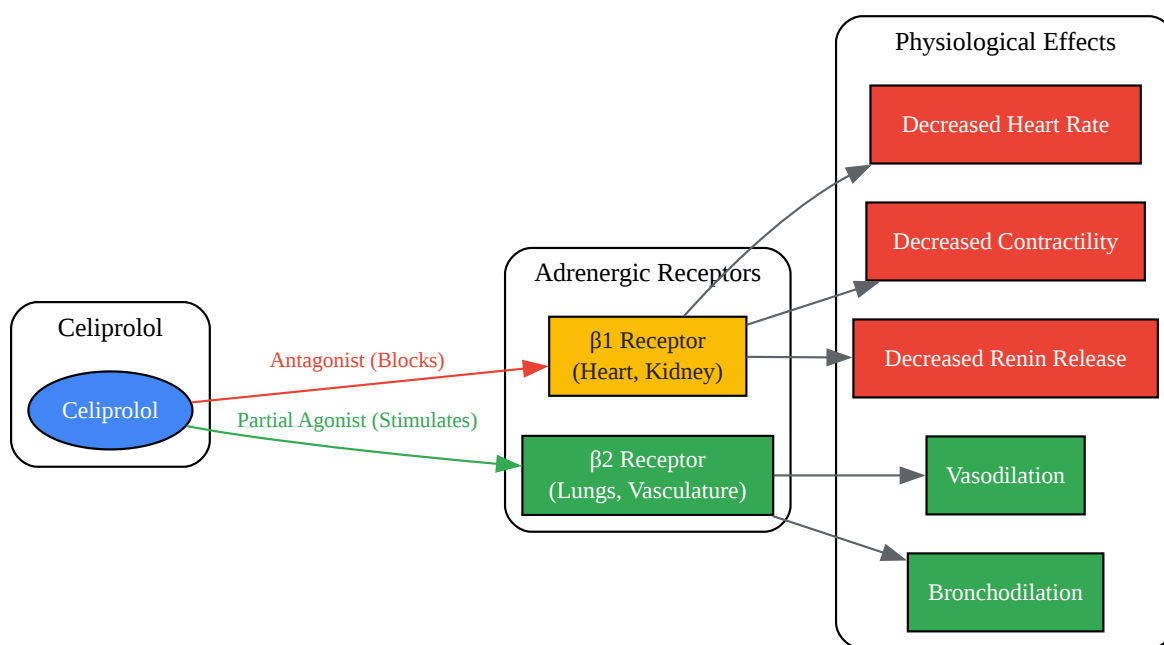 Celiprolol
Celiprolol
Antagonist (Blocks)
Partial Agonist (Stimulates)
Adrenergic Receptors
β1 Receptor
(Heart, Kidney)
β2 Receptor
(Lungs, Vasculature)
Physiological Effects
Decreased Heart Rate
Decreased Contractility
Decreased Renin Release
Vasodilation
Bronchodilation